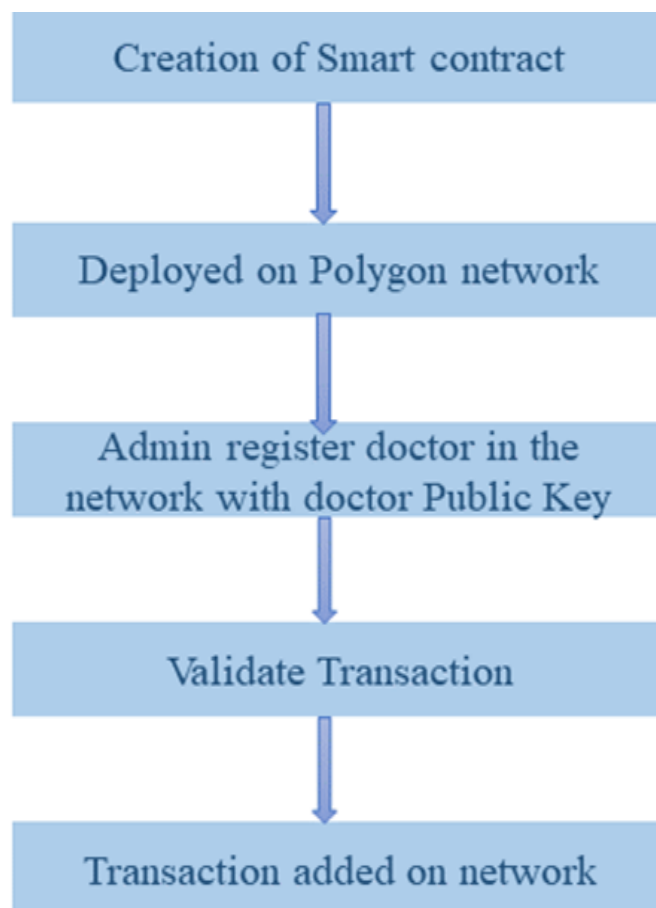 Creation of Smart contract
Deployed on Polygon network
Admin register doctor in the
network with doctor Public Key
Validate Transaction
Transaction added on network